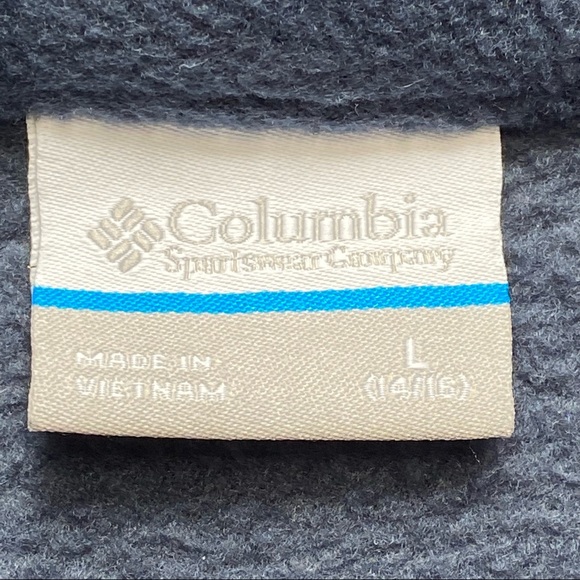 Columbia
Sportswear Company
MADE IN
VIETNAM
L
(14/16)